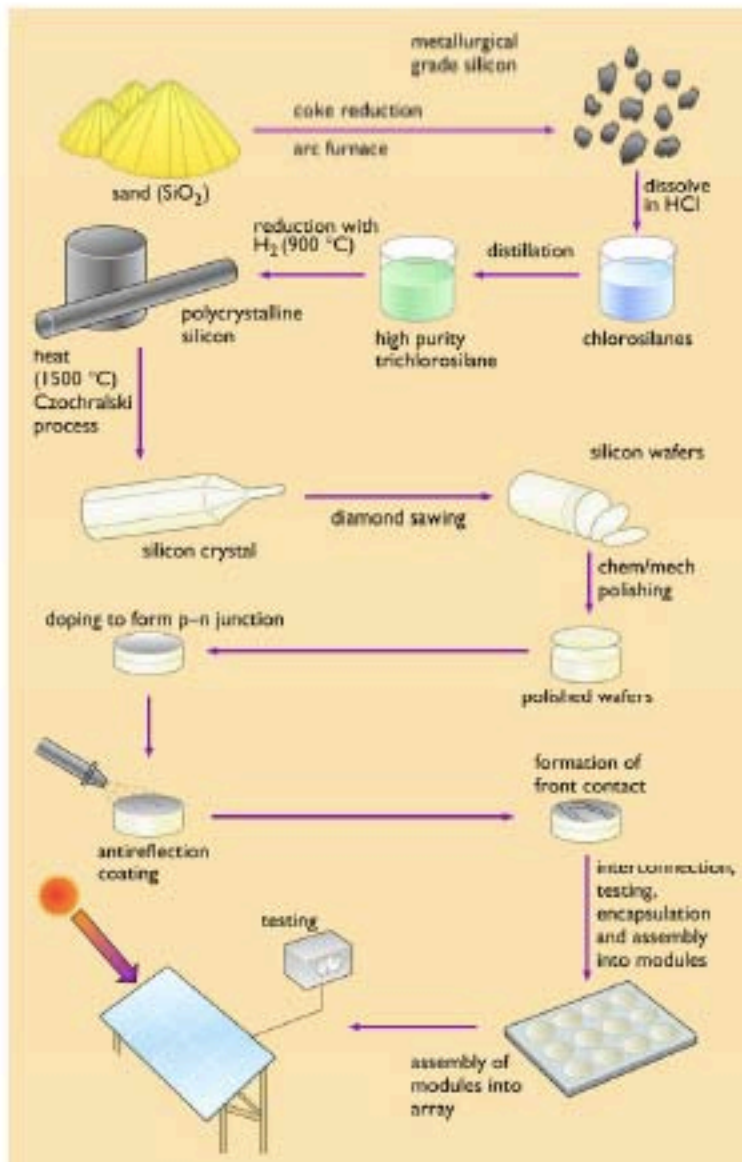 metallurgical
grade silicon
coke reduction
arc furnace
sand (SiO₂)
dissolve
in HCl
reduction with
H₂ (900 °C)
distillation
polycrystalline
silicon
high purity
trichlorosilane
chlorosilanes
heat
(1500 °C)
Czochralski
process
silicon wafers
diamond sawing
silicon crystal
chem/mech
polishing
doping to form p–n junction
polished wafers
formation of
front contact
antireflection
coating
interconnection,
testing,
encapsulation
and assembly
into modules
testing
assembly of
modules into
array